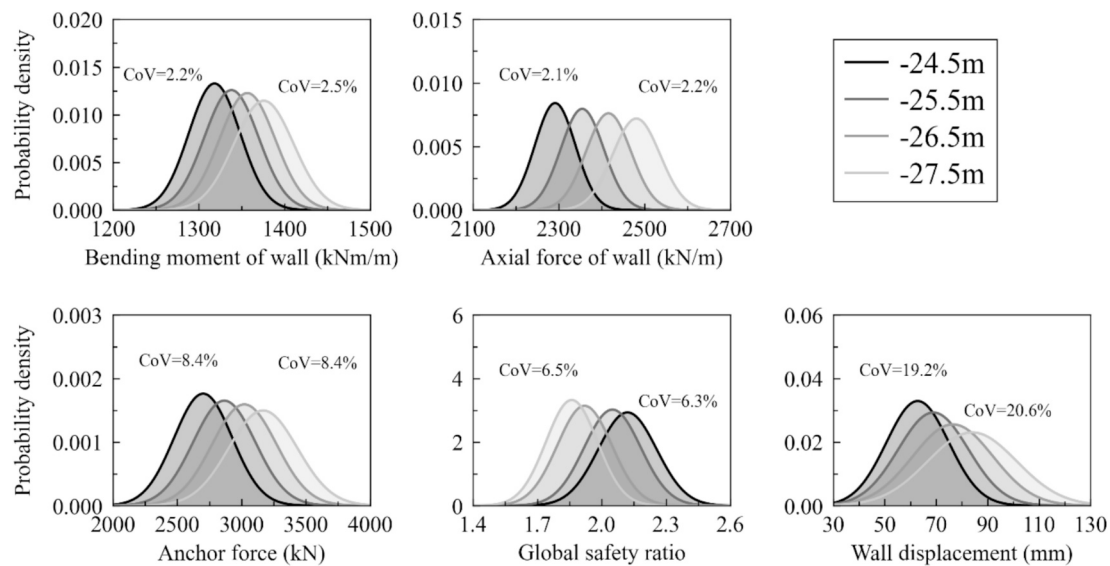 Probability density
0.020
0.015
0.010
0.005
0.000
CoV=2.2%
CoV=2.5%
1200 1300 1400 1500
Bending moment of wall (kNm/m)
0.015
0.010
0.005
0.000
CoV=2.1%
CoV=2.2%
2100 2300 2500 2700
Axial force of wall (kN/m)
-24.5m
-25.5m
-26.5m
-27.5m
Probability density
0.003
0.002
0.001
0.000
CoV=8.4%
CoV=8.4%
2000 2500 3000 3500 4000
Anchor force (kN)
6
4
2
0
CoV=6.5%
CoV=6.3%
1.4 1.7 2.0 2.3 2.6
Global safety ratio
0.06
0.04
0.02
0.00
CoV=19.2%
CoV=20.6%
30 50 70 90 110 130
Wall displacement (mm)